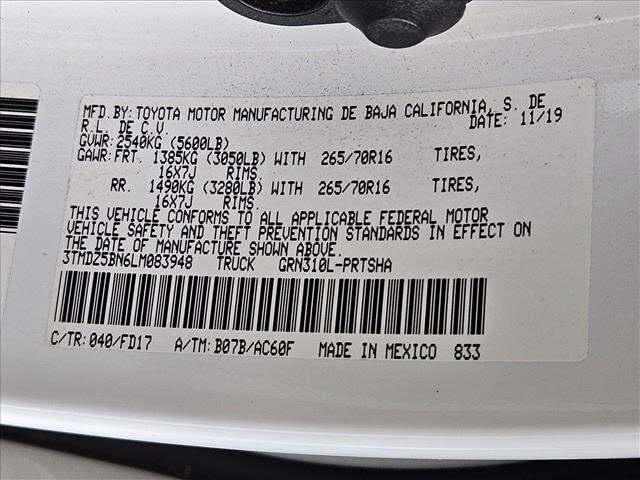 MFD.BY: TOYOTA MOTOR MANUFACTURING DE BAJA CALIFORNIA, S. DE
R.L. DE C.V. DATE: 11/19
GVWR: 2540KG (5600LB)
GAWR: FRT. 1385KG (3050LB) WITH 265/70R16 TIRES,
16X7J RIMS.
RR. 1490KG (3280LB) WITH 265/70R16 TIRES,
16X7J RIMS.
THIS VEHICLE CONFORMS TO ALL APPLICABLE FEDERAL MOTOR
VEHICLE SAFETY AND THEFT PREVENTION STANDARDS IN EFFECT ON
THE DATE OF MANUFACTURE SHOWN ABOVE.
3TMDZ5BN6LM083948 TRUCK GRN310L-PRTSHA
C/TR: 040/FD17 A/TM: B07B/AC60F MADE IN MEXICO 833